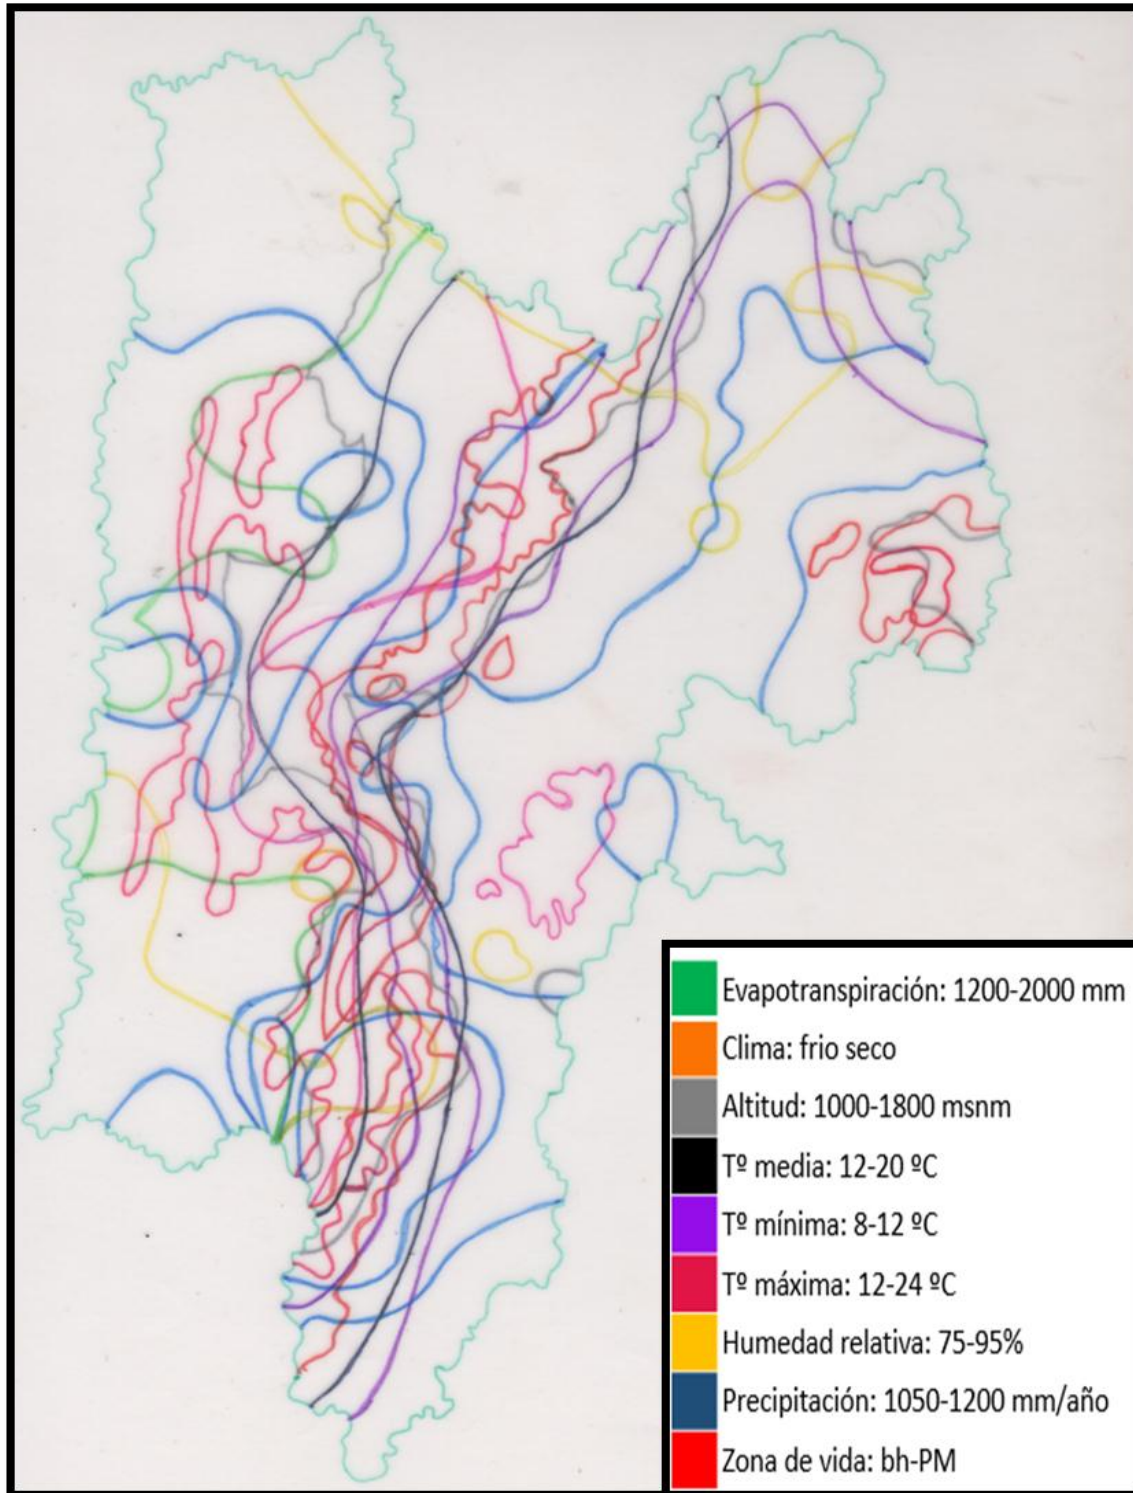 Evapotranspiración: 1200-2000 mm
Clima: frio seco
Altitud: 1000-1800 msnm
Tº media: 12-20 ºC
Tº mínima: 8-12 ºC
Tº máxima: 12-24 ºC
Humedad relativa: 75-95%
Precipitación: 1050-1200 mm/año
Zona de vida: bh-PM